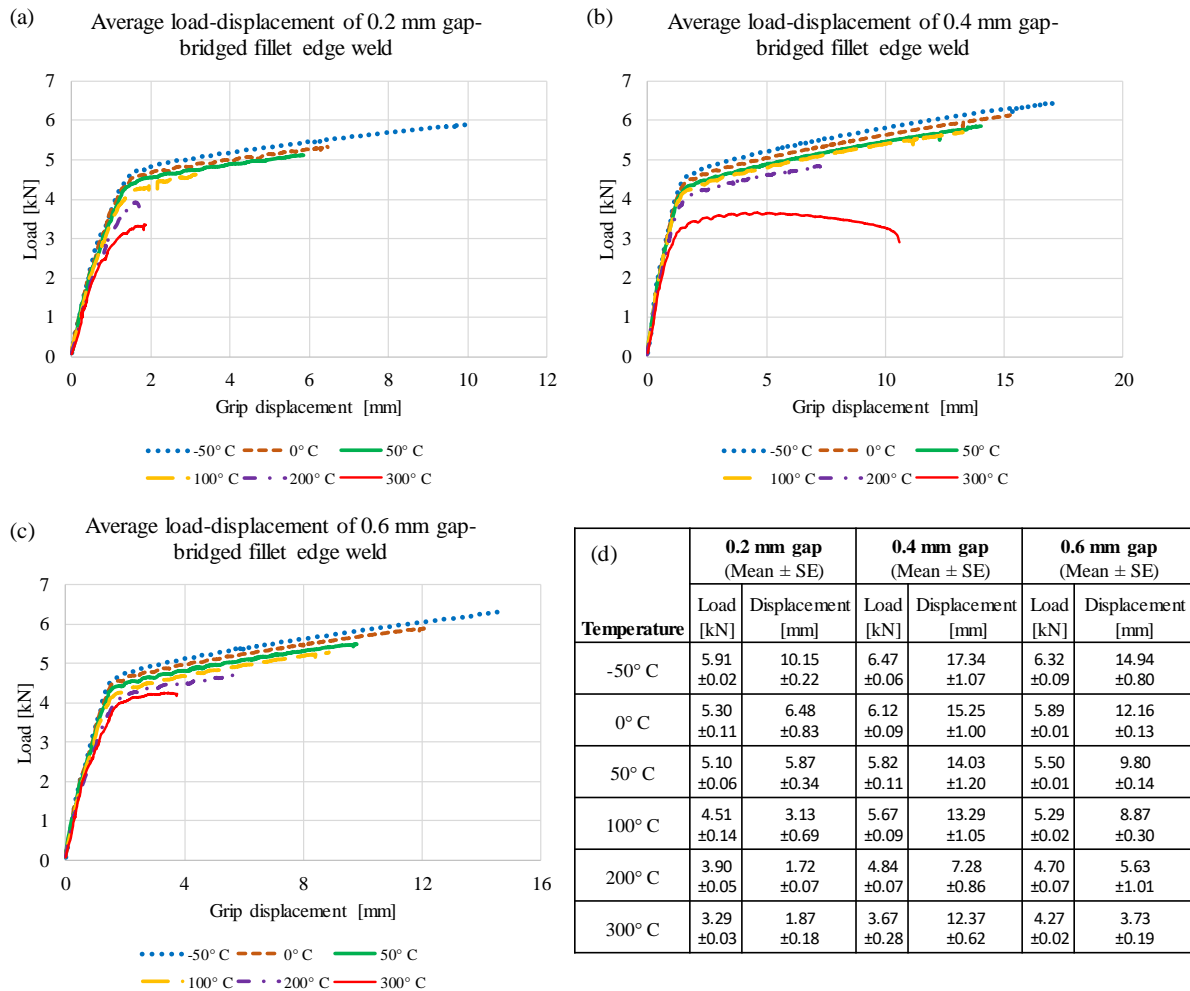 (a)
Average load-displacement of 0.2 mm gap-
bridged fillet edge weld
7
6
5
4
3
2
1
0
Load [kN]
0 2 4 6 8 10 12
Grip displacement [mm]
-50° C 0° C 50° C
100° C 200° C 300° C
(b)
Average load-displacement of 0.4 mm gap-
bridged fillet edge weld
7
6
5
4
3
2
1
0
Load [kN]
0 5 10 15 20
Grip displacement [mm]
-50° C 0° C 50° C
100° C 200° C 300° C
(c)
Average load-displacement of 0.6 mm gap-
bridged fillet edge weld
7
6
5
4
3
2
1
0
Load [kN]
0 4 8 12 16
Grip displacement [mm]
-50° C 0° C 50° C
100° C 200° C 300° C
(d)
0.2 mm gap 0.4 mm gap 0.6 mm gap
(Mean ± SE) (Mean ± SE) (Mean ± SE)
Load Displacement Load Displacement Load Displacement
Temperature [kN] [mm] [kN] [mm] [kN] [mm]
-50° C 5.91 10.15 6.47 17.34 6.32 14.94
±0.02 ±0.22 ±0.06 ±1.07 ±0.09 ±0.80
0° C 5.30 6.48 6.12 15.25 5.89 12.16
±0.11 ±0.83 ±0.09 ±1.00 ±0.01 ±0.13
50° C 5.10 5.87 5.82 14.03 5.50 9.80
±0.06 ±0.34 ±0.11 ±1.20 ±0.01 ±0.14
100° C 4.51 3.13 5.67 13.29 5.29 8.87
±0.14 ±0.69 ±0.09 ±1.05 ±0.02 ±0.30
200° C 3.90 1.72 4.84 7.28 4.70 5.63
±0.05 ±0.07 ±0.07 ±0.86 ±0.07 ±1.01
300° C 3.29 1.87 3.67 12.37 4.27 3.73
±0.03 ±0.18 ±0.28 ±0.62 ±0.02 ±0.19